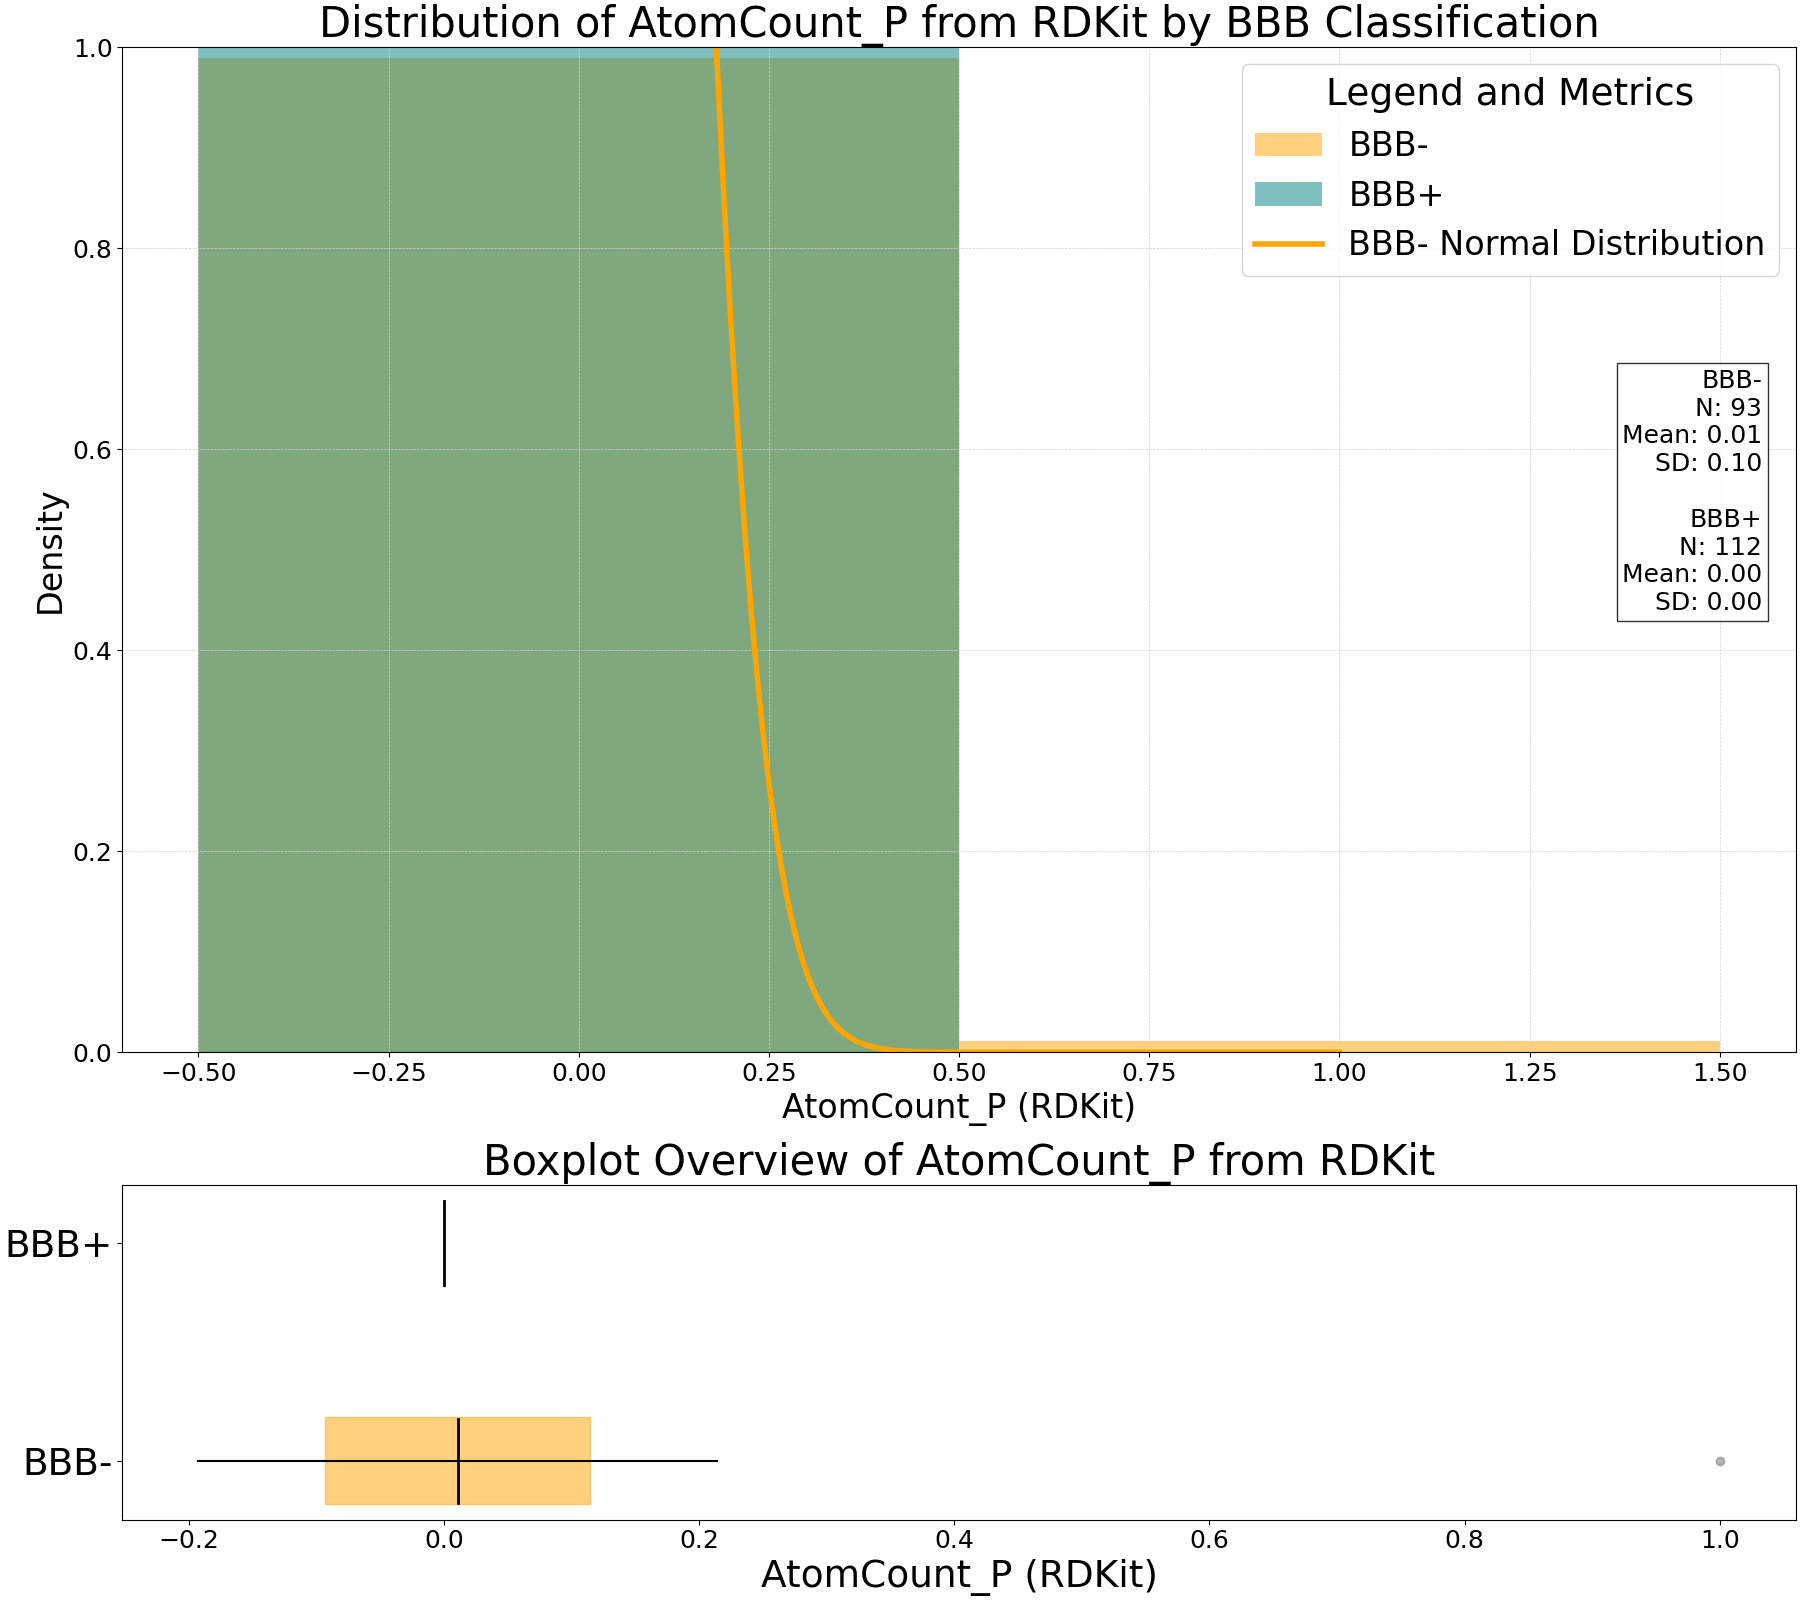 Distribution of AtomCount_P from RDKit by BBB Classification
Legend and Metrics
BBB-
BBB+
BBB- Normal Distribution
BBB-
N: 93
Mean: 0.01
SD: 0.10
BBB+
N: 112
Mean: 0.00
SD: 0.00
Density
1.0
0.8
0.6
0.4
0.2
0.0
−0.50 −0.25 0.00 0.25 0.50 0.75 1.00 1.25 1.50
AtomCount_P (RDKit)
Boxplot Overview of AtomCount_P from RDKit
BBB+
BBB-
−0.2 0.0 0.2 0.4 0.6 0.8 1.0
AtomCount_P (RDKit)